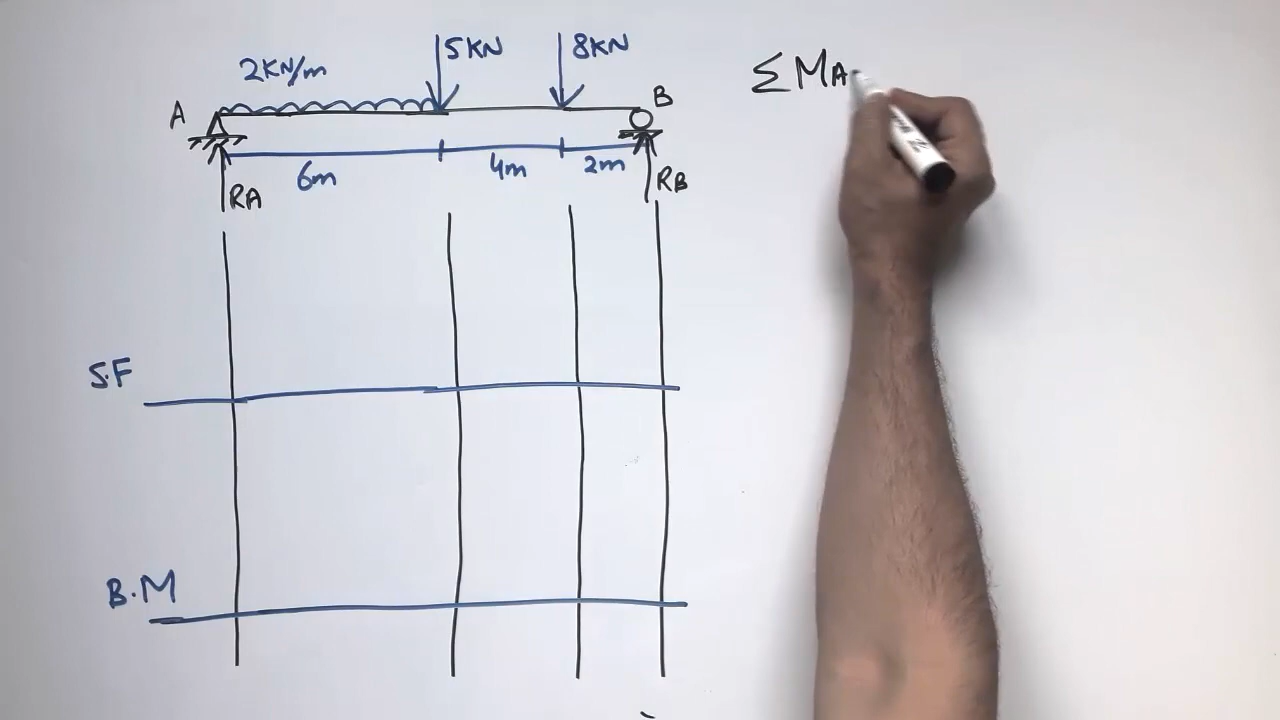 5KN 8KN
2KN/m
A B
6m 4m 2m
RA RB
S.F
B.M
ΣMA